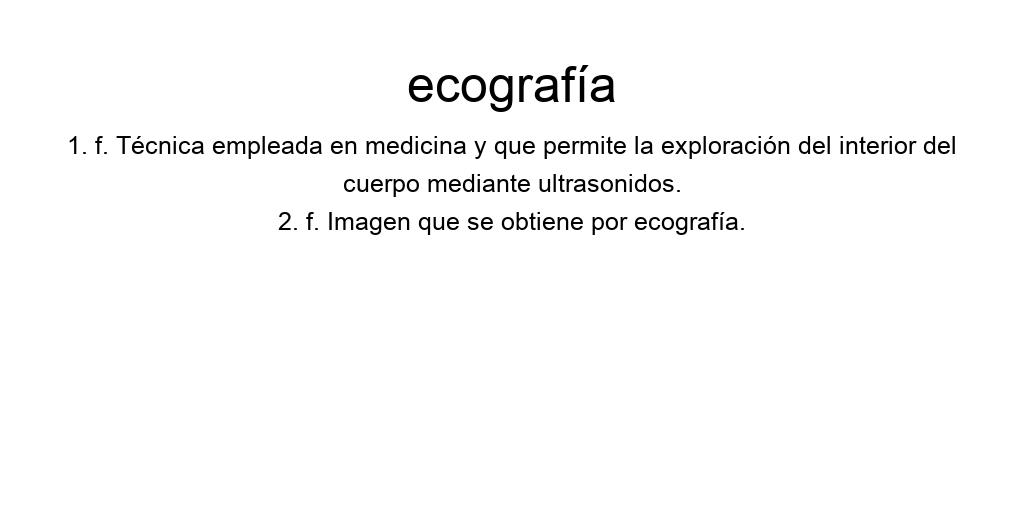 ecografía
1. f. Técnica empleada en medicina y que permite la exploración del interior del
cuerpo mediante ultrasonidos.
2. f. Imagen que se obtiene por ecografía.